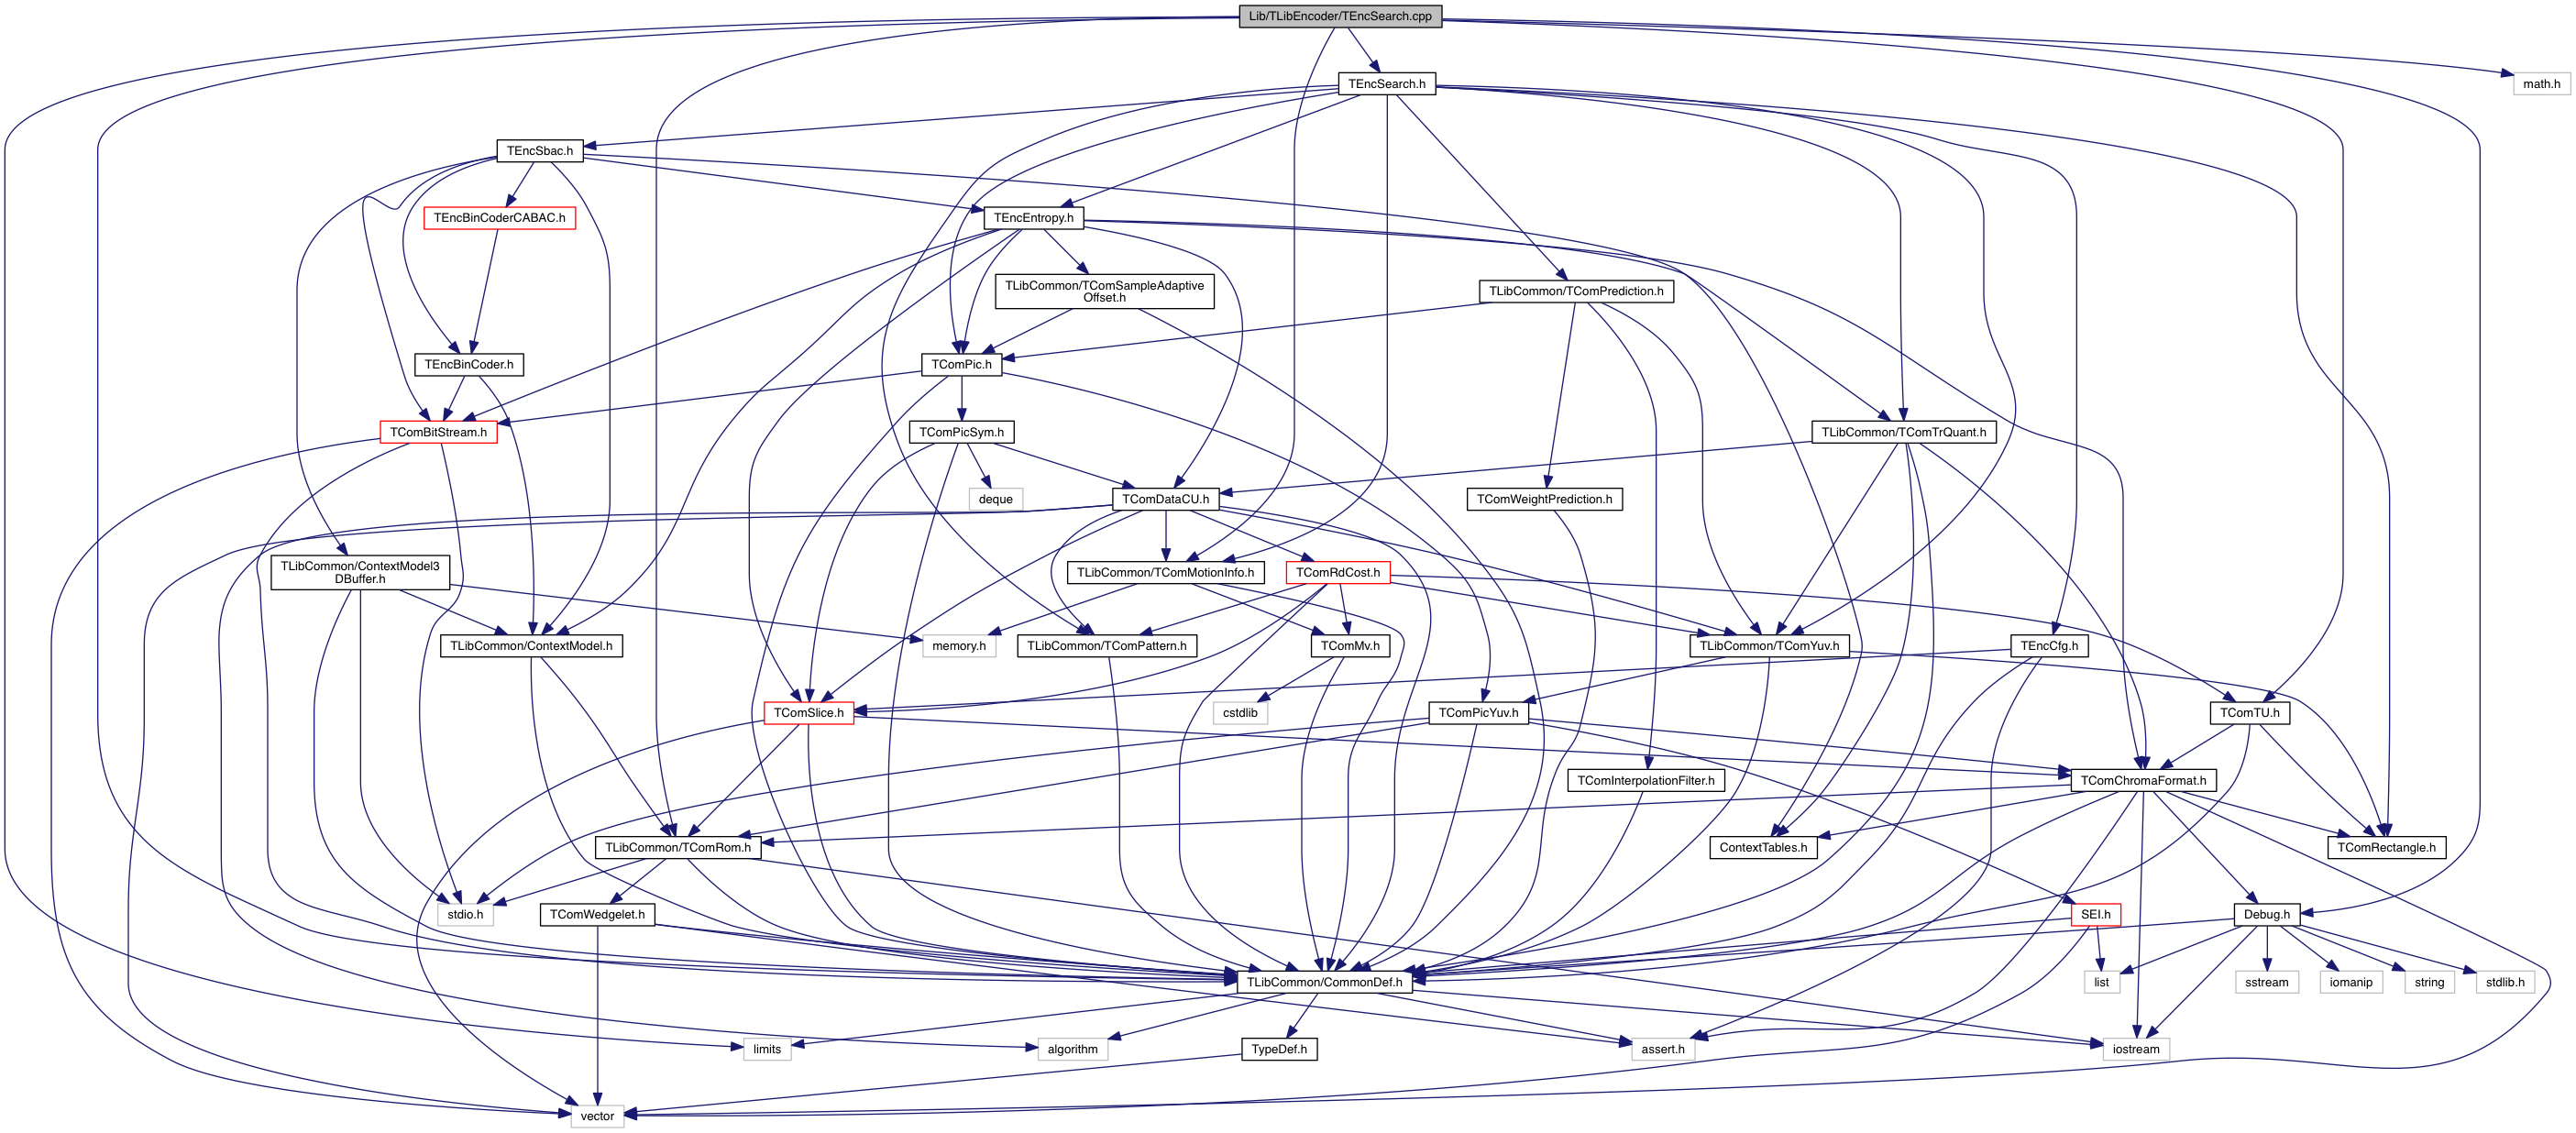 Lib/TLibEncoder/TEncSearch.cpp
TEncSearch.h
math.h
TEncSbac.h
TEncBinCoderCABAC.h
TEncEntropy.h
TLibCommon/TComSampleAdaptive
Offset.h
TLibCommon/TComPrediction.h
TEncBinCoder.h
TComPic.h
TComBitStream.h
TComPicSym.h
TLibCommon/TComTrQuant.h
deque
TComDataCU.h
TComWeightPrediction.h
TLibCommon/ContextModel3
DBuffer.h
TLibCommon/TComMotionInfo.h
TComRdCost.h
TLibCommon/ContextModel.h
memory.h
TLibCommon/TComPattern.h
TComMv.h
TLibCommon/TComYuv.h
TEncCfg.h
TComSlice.h
cstdlib
TComPicYuv.h
TComTU.h
TComInterpolationFilter.h
TComChromaFormat.h
TLibCommon/TComRom.h
ContextTables.h
TComRectangle.h
stdio.h
TComWedgelet.h
SEI.h
Debug.h
TLibCommon/CommonDef.h
list
sstream
iomanip
string
stdlib.h
limits
algorithm
TypeDef.h
assert.h
iostream
vector